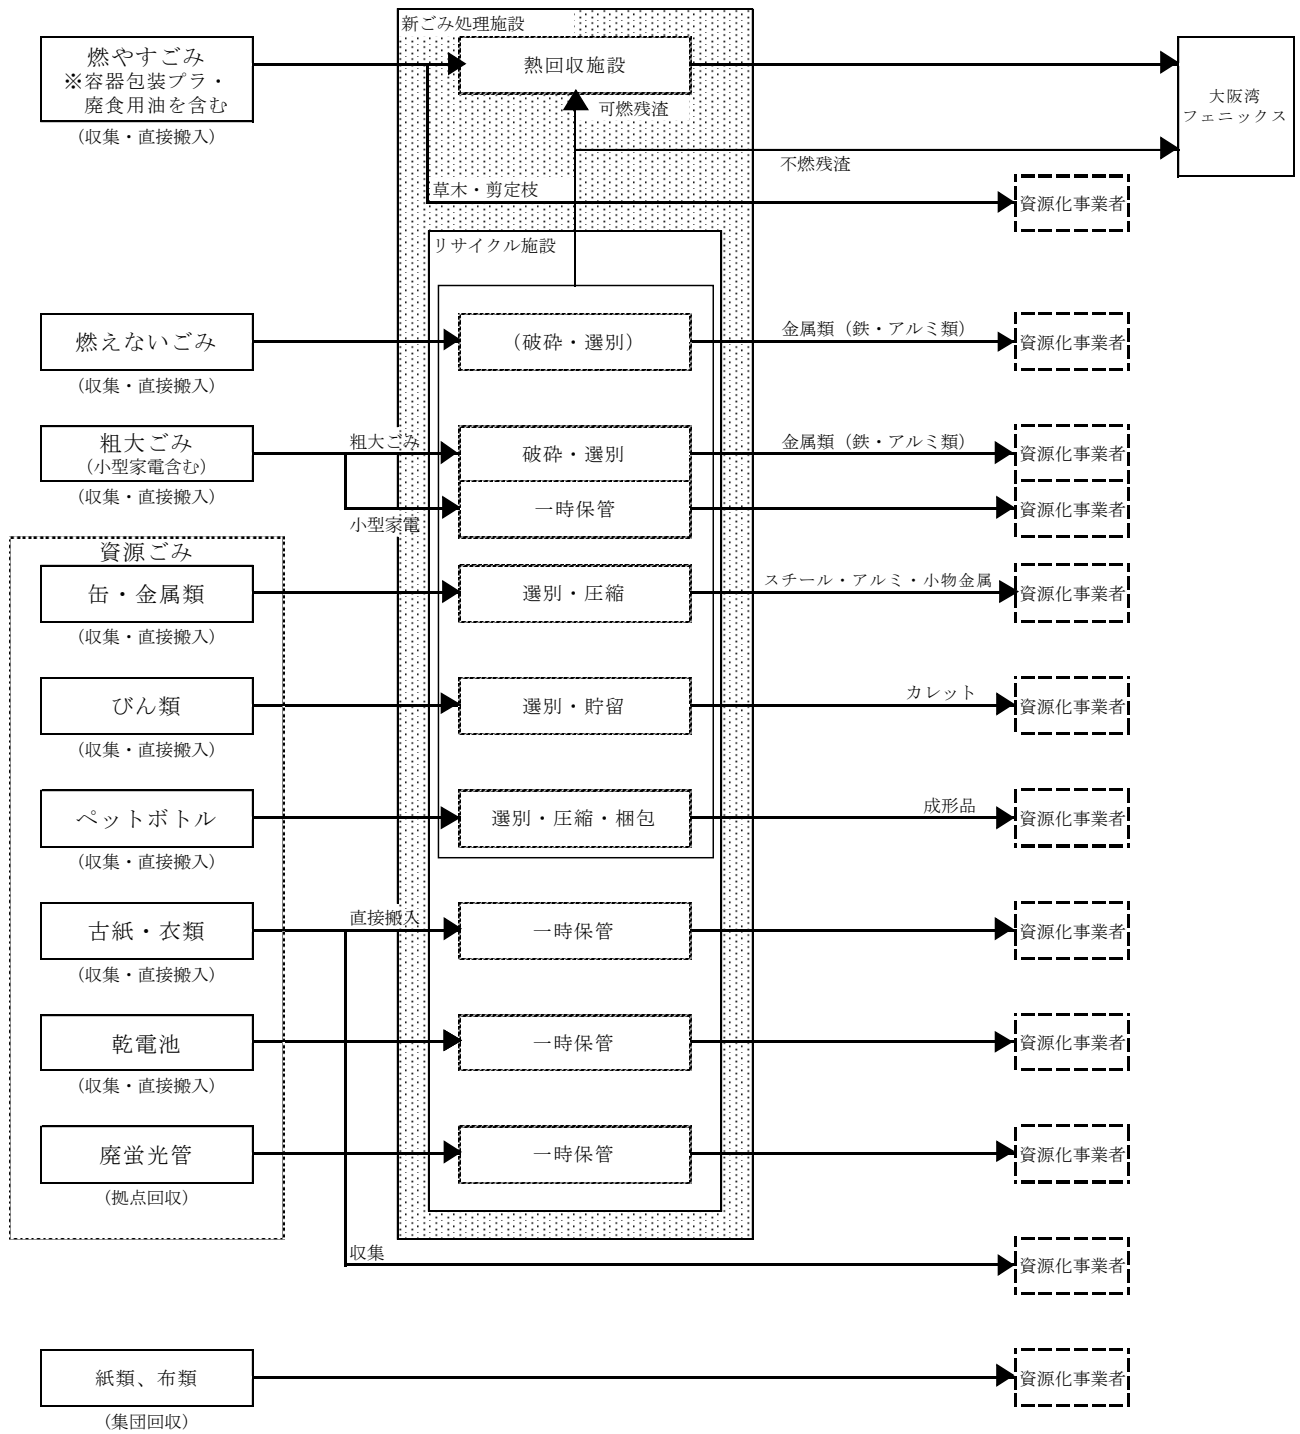 新ごみ処理施設
燃やすごみ
※容器包装プラ・
廃食用油を含む
(収集・直接搬入)
熱回収施設
可燃残渣
大阪湾
フェニックス
不燃残渣
草木・剪定枝
資源化事業者
リサイクル施設
燃えないごみ
(収集・直接搬入)
(破砕・選別)
金属類(鉄・アルミ類)
資源化事業者
粗大ごみ
(小型家電含む)
(収集・直接搬入)
粗大ごみ
破砕・選別
金属類(鉄・アルミ類)
資源化事業者
小型家電
一時保管
資源化事業者
資源ごみ
缶・金属類
(収集・直接搬入)
選別・圧縮
スチール・アルミ・小物金属
資源化事業者
びん類
(収集・直接搬入)
選別・貯留
カレット
資源化事業者
ペットボトル
(収集・直接搬入)
選別・圧縮・梱包
成形品
資源化事業者
古紙・衣類
(収集・直接搬入)
直接搬入
一時保管
資源化事業者
乾電池
(収集・直接搬入)
一時保管
資源化事業者
廃蛍光管
(拠点回収)
一時保管
資源化事業者
収集
資源化事業者
紙類、布類
(集団回収)
資源化事業者